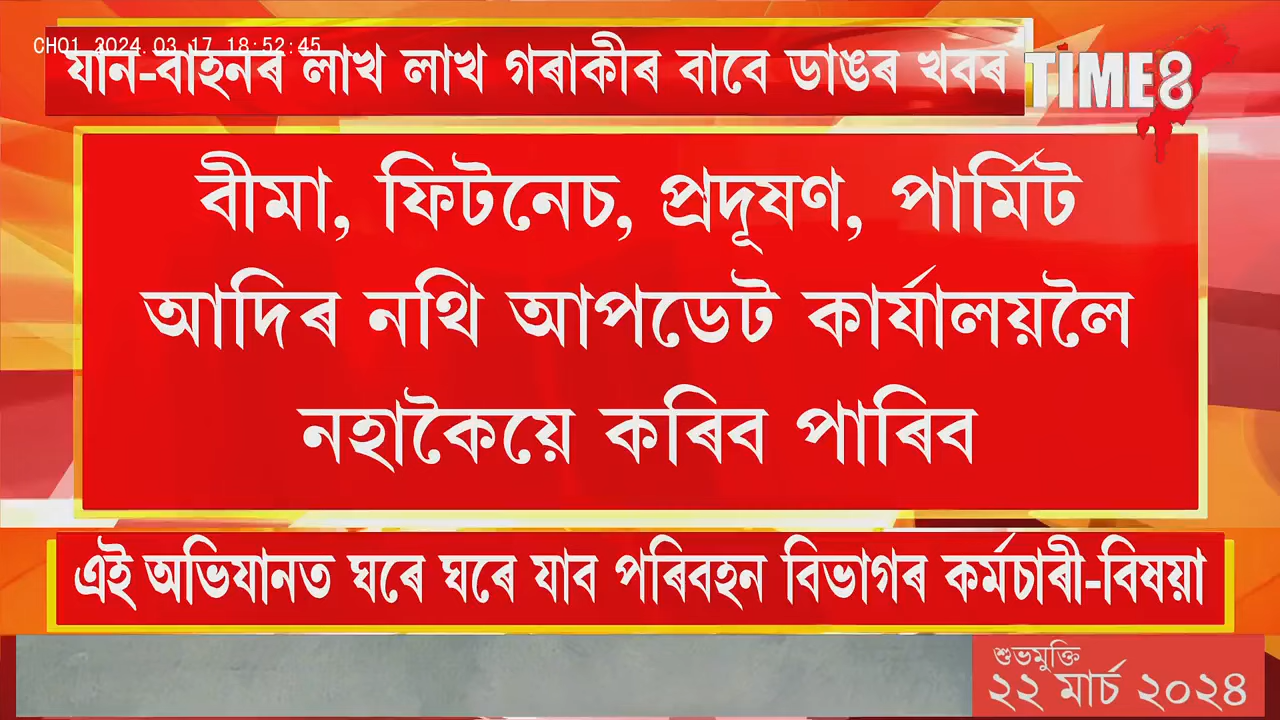 CH01 2024.03.17 18:52:45
যান-বাহনৰ লাখ লাখ গৰাকীৰ বাবে ডাঙৰ খবৰ
TIME8
বীমা, ফিটনেচ, প্ৰদূষণ, পাৰ্মিট
আদিৰ নথি আপডেট কাৰ্যালয়লৈ
নহাকৈয়ে কৰিব পাৰিব
এই অভিযানত ঘৰে ঘৰে যাব পৰিবহন বিভাগৰ কৰ্মচাৰী-বিষয়া
শুভমুক্তি
২২ মাৰ্চ ২০২৪